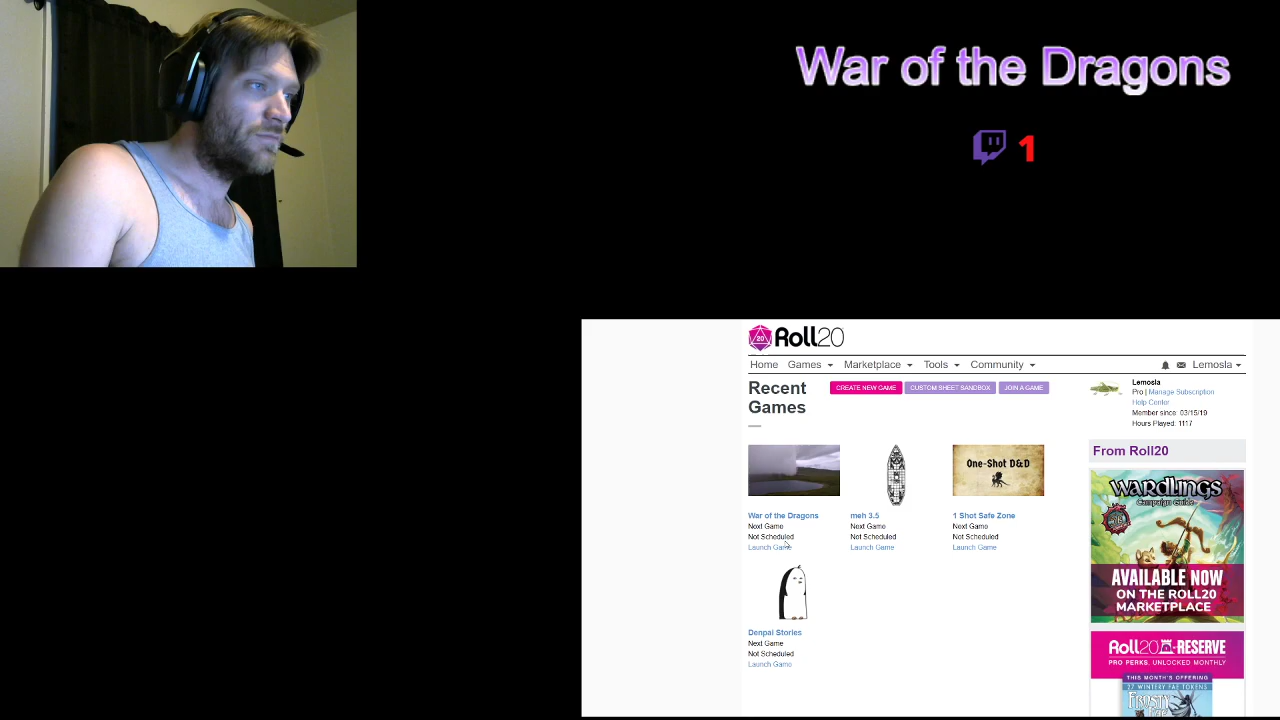 War of the Dragons
1
20 Roll20
Home Games Marketplace Tools Community Lemosla
Recent
Games
CREATE NEW GAME CUSTOM SHEET SANDBOX JOIN A GAME
Lemosla
Pro | Manage Subscription
Help Center
Member since: 03/15/19
Hours Played: 1117
One-Shot D&D
War of the Dragons
Next Game
Not Scheduled
Launch Game
meh 3.5
Next Game
Not Scheduled
Launch Game
1 Shot Safe Zone
Next Game
Not Scheduled
Launch Game
Denpai Stories
Next Game
Not Scheduled
Launch Game
From Roll20
WARDLINGS
Campaign Guide
AVAILABLE NOW
ON THE ROLL20
MARKETPLACE
Roll20 RESERVE
PRO PERKS, UNLOCKED MONTHLY
THIS MONTH'S OFFERING
27 WINTERY FAE TOKENS